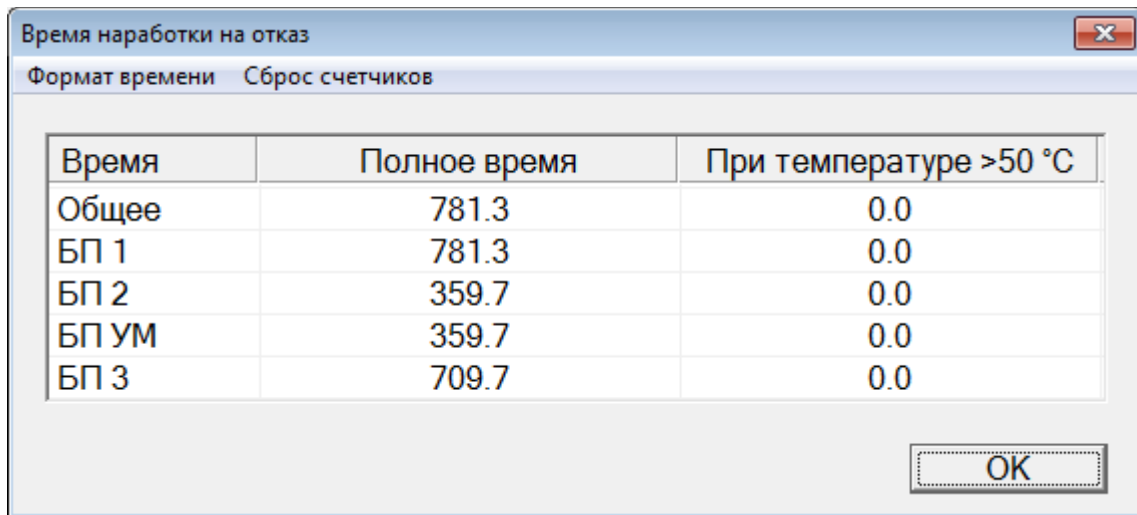 Время наработки на отказ
Формат времени Сброс счетчиков
Время Полное время При температуре >50 °C
Общее 781.3 0.0
БП 1 781.3 0.0
БП 2 359.7 0.0
БП УМ 359.7 0.0
БП 3 709.7 0.0
OK